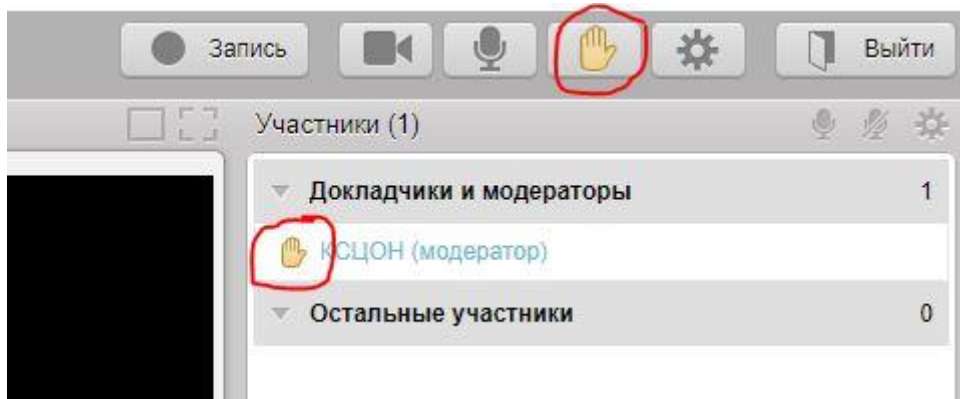 Запись
Выйти
Участники (1)
Докладчики и модераторы 1
КСЦОН (модератор)
Остальные участники 0